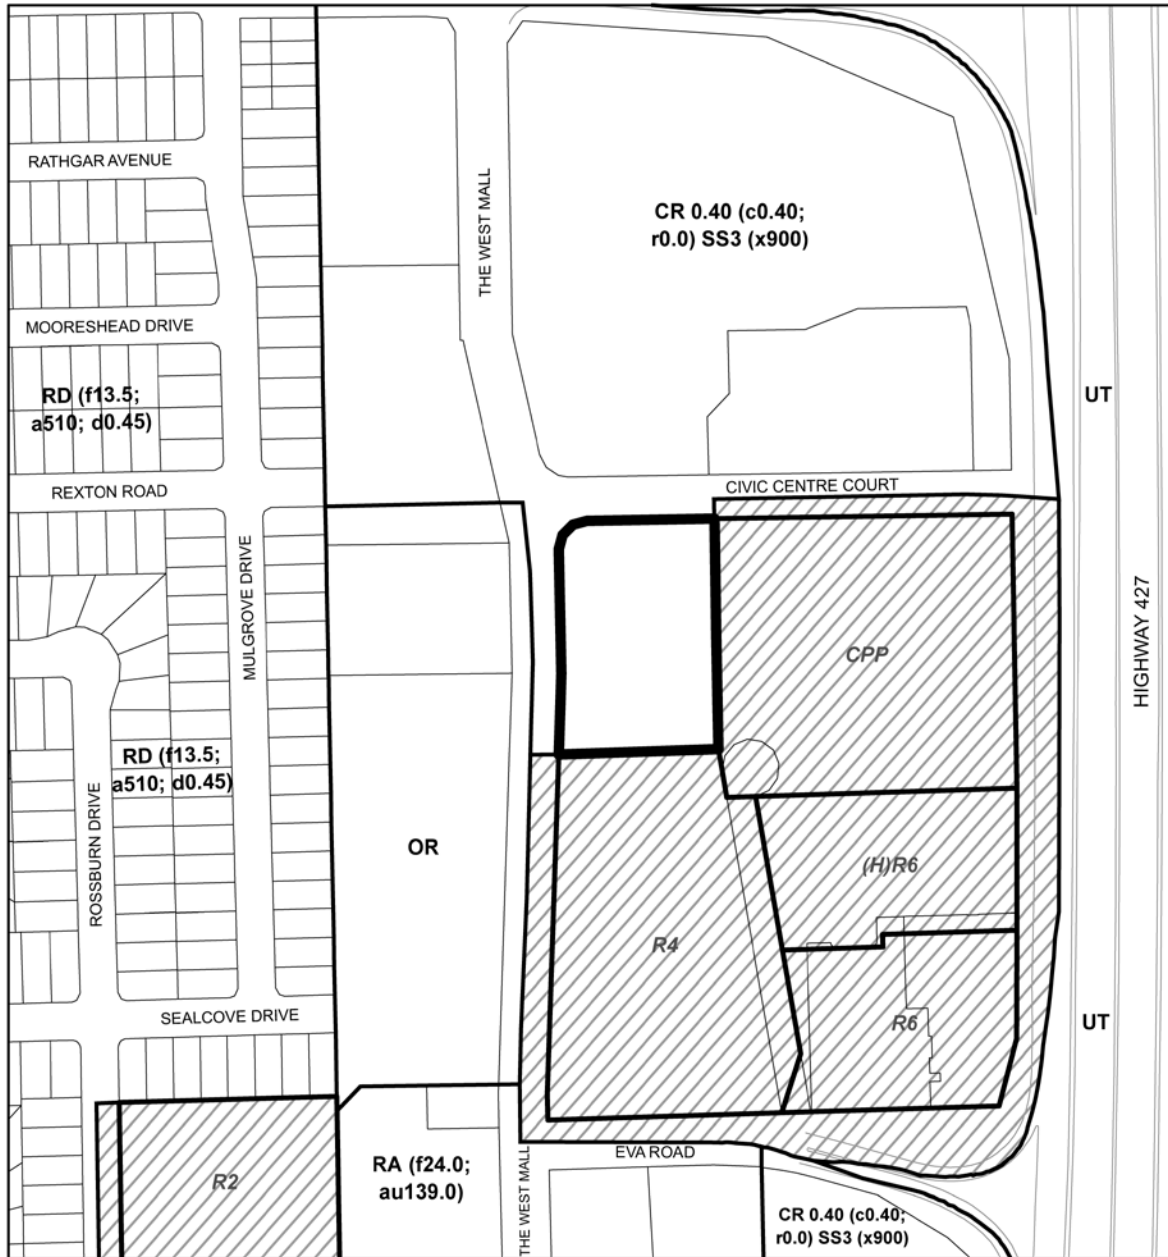 RATHGAR AVENUE
THE WEST MALL
CR 0.40 (c0.40;
r0.0) SS3 (x900)
MOORESHEAD DRIVE
RD (f13.5;
a510; d0.45)
UT
REXTON ROAD
CIVIC CENTRE COURT
MULGROVE DRIVE
HIGHWAY 427
CPP
RD (f13.5;
a510; d0.45)
ROSSBURN DRIVE
OR
(H)R6
R4
SEALCOVE DRIVE
R6
UT
EVA ROAD
R2
RA (f24.0;
au139.0)
THE WEST MALL
CR 0.40 (c0.40;
r0.0) SS3 (x900)